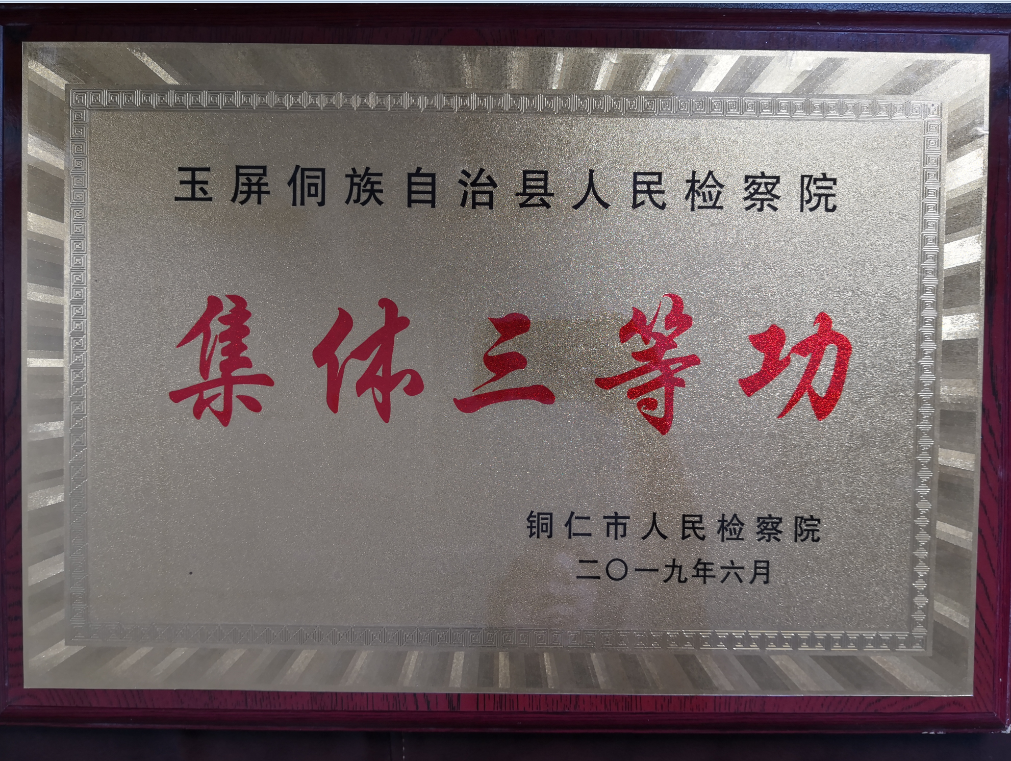 玉屏侗族自治县人民检察院
集体三等功
铜仁市人民检察院
二〇一九年六月